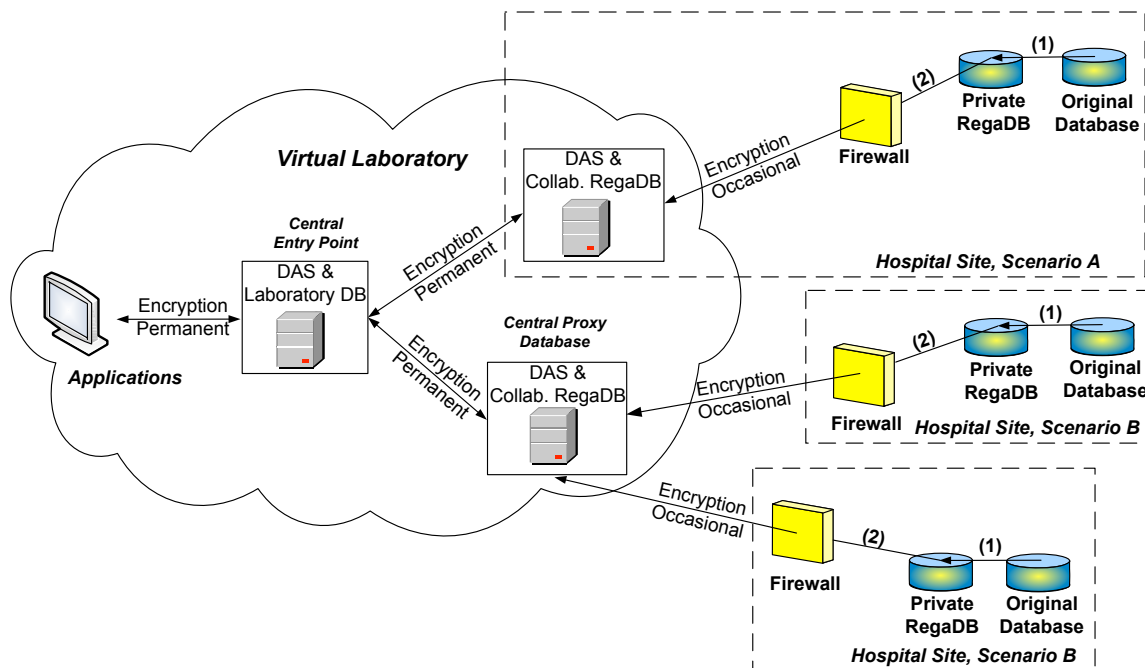 (1)
(2)
Private
RegaDB
Original
Database
Firewall
Encryption
Occasional
Virtual Laboratory
DAS &
Collab. RegaDB
Hospital Site, Scenario A
Central
Entry Point
DAS &
Laboratory DB
Encryption
Permanent
Encryption
Permanent
Applications
Encryption
Permanent
Central Proxy
Database
DAS &
Collab. RegaDB
(1)
(2)
Private
RegaDB
Original
Database
Firewall
Encryption
Occasional
Hospital Site, Scenario B
Encryption
Occasional
(2)
(1)
Firewall
Private
RegaDB
Original
Database
Hospital Site, Scenario B